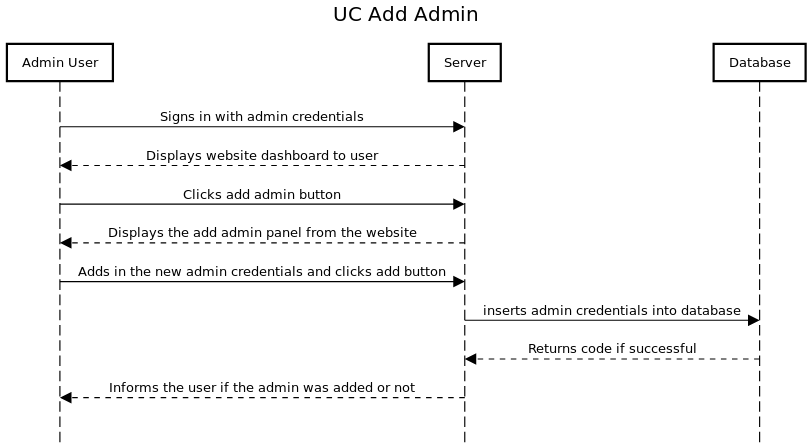 UC Add Admin
Admin User
Server
Database
Signs in with admin credentials
Displays website dashboard to user
Clicks add admin button
Displays the add admin panel from the website
Adds in the new admin credentials and clicks add button
inserts admin credentials into database
Returns code if successful
Informs the user if the admin was added or not